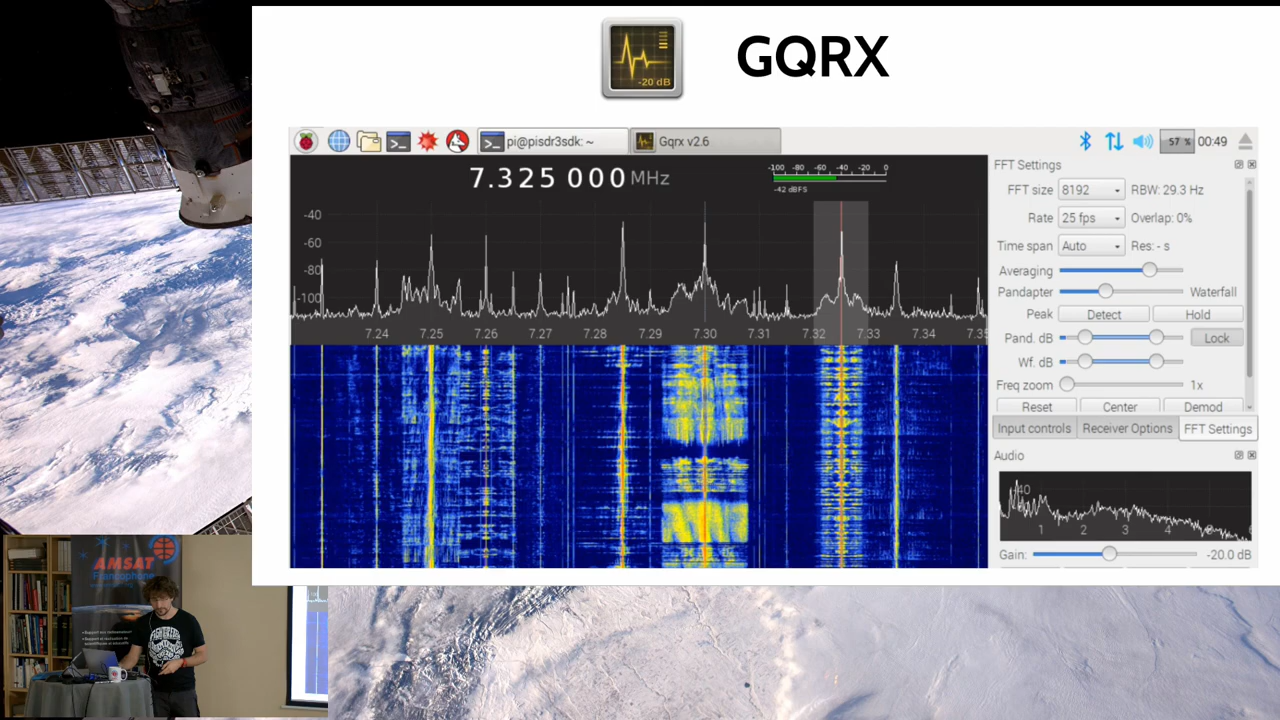 GQRX
-20 dB
pi@pisdr3sdk: ~
Gqrx v2.6
57 %
00:49
7.325 000 MHz
-100 -80 -60 -40 -20 0
-42 dBFS
-40
-60
-80
-100
7.24 7.25 7.26 7.27 7.28 7.29 7.30 7.31 7.32 7.33 7.34 7.35
FFT Settings
FFT size 8192 RBW: 29.3 Hz
Rate 25 fps Overlap: 0%
Time span Auto Res: - s
Averaging
Pandapter Waterfall
Peak Detect Hold
Pand. dB Lock
Wf. dB
Freq zoom 1x
Reset Center Demod
Input controls Receiver Options FFT Settings
Audio
1 2 3 4
Gain: -20.0 dB
AMSAT
Francophone